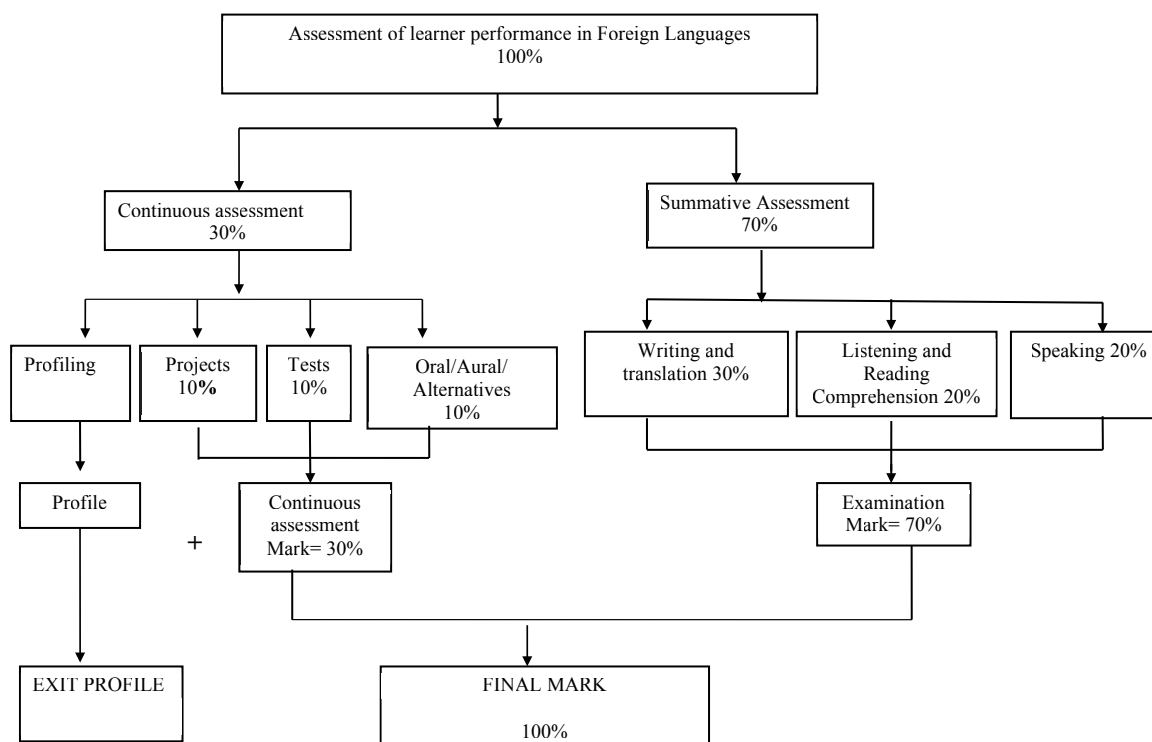 Assessment of learner performance in Foreign Languages
100%
Continuous assessment
30%
Summative Assessment
70%
Profiling
Projects
10%
Tests
10%
Oral/Aural/
Alternatives
10%
Writing and
translation 30%
Listening and
Reading
Comprehension 20%
Speaking 20%
Profile
+
Continuous
assessment
Mark= 30%
Examination
Mark= 70%
EXIT PROFILE
FINAL MARK
100%